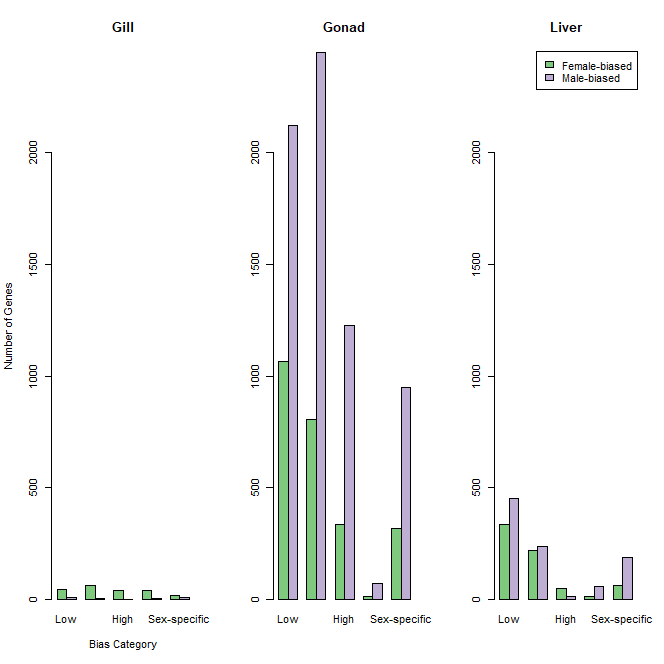 Gill
Gonad
Liver
Female-biased
Male-biased
Number of Genes
2000
1500
1000
500
0
Low
High
Sex-specific
2000
1500
1000
500
0
Low
High
Sex-specific
2000
1500
1000
500
0
Low
High
Sex-specific
Bias Category